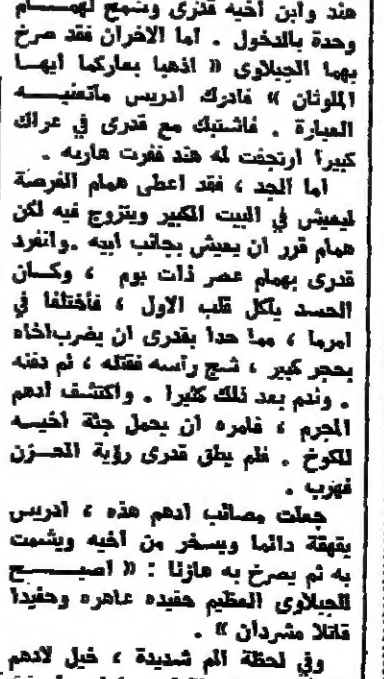 هند وابن اخيه قدرى وسمح لهمام
وحدة بالدخول . اما الاخران فقد صرخ
بهما الجبلاوى « اذهبا بعاركما ايها
الملوثان » فادرك ادريس ماتعنيه
العبارة . فاشتبك مع قدرى في عراك
كبيرا ارتجفت له هند ففرت هاربه .
اما الجد ، فقد اعطى همام الفرصة
ليعيش في البيت الكبير ويتزوج فيه لكن
همام قرر ان يعيش بجانب ابيه .وانفرد
قدرى بهمام عصر ذات يوم ، وكان
الحسد ياكل قلب الاول ، فأختلفا في
امرما ، مما حدا بقدرى ان يضرب‌اخاه
بحجر كبير ، شج راسه فقتله ، ثم دفنه
. وندم بعد ذلك كثيرا . واكتشف ادهم
المجرم ، فامره ان يحمل جثة اخيه
للكوخ . فلم يطق قدرى رؤية الحزن
فهرب .
جعلت مصائب ادهم هذه ، ادريس
يقهقة دائما ويسخر من اخيه ويشمت
به ثم يصرخ به هازئا : « اصبح
للجبلاوى العظيم حفيده عاهره وحفيدا
قاتلا مشردان » .
وفي لحظة الم شديدة ، خيل لادهم